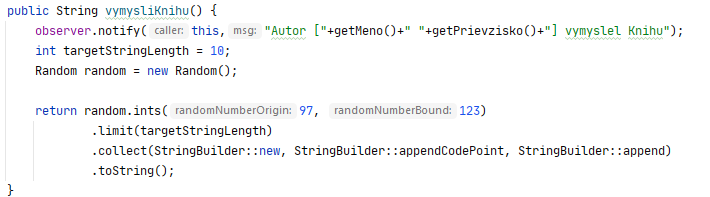 public String vymysliKnihu() {
observer.notify( caller: this, msg: "Autor ["+getMeno()+" "+getPrievzisko()+"] vymyslel Knihu");
int targetStringLength = 10;
Random random = new Random();
return random.ints( randomNumberOrigin: 97, randomNumberBound: 123)
.limit(targetStringLength)
.collect(StringBuilder::new, StringBuilder::appendCodePoint, StringBuilder::append)
.toString();
}